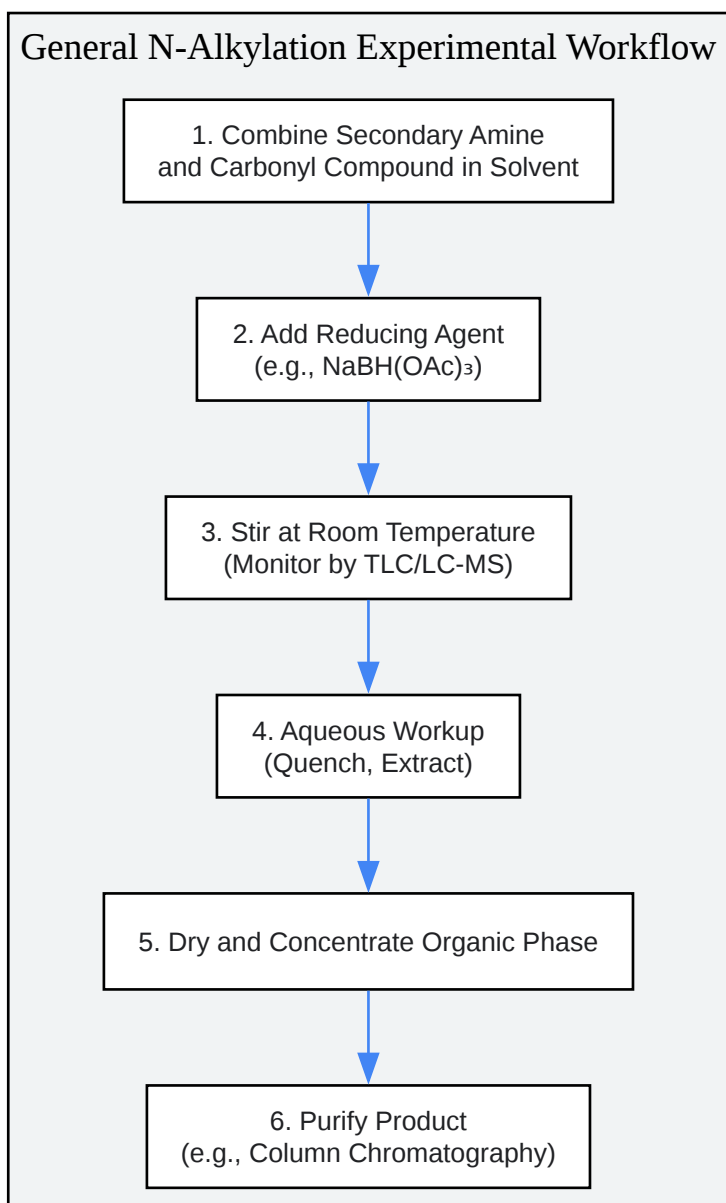 General N-Alkylation Experimental Workflow
1. Combine Secondary Amine
and Carbonyl Compound in Solvent
2. Add Reducing Agent
(e.g., NaBH(OAc)₃)
3. Stir at Room Temperature
(Monitor by TLC/LC-MS)
4. Aqueous Workup
(Quench, Extract)
5. Dry and Concentrate Organic Phase
6. Purify Product
(e.g., Column Chromatography)